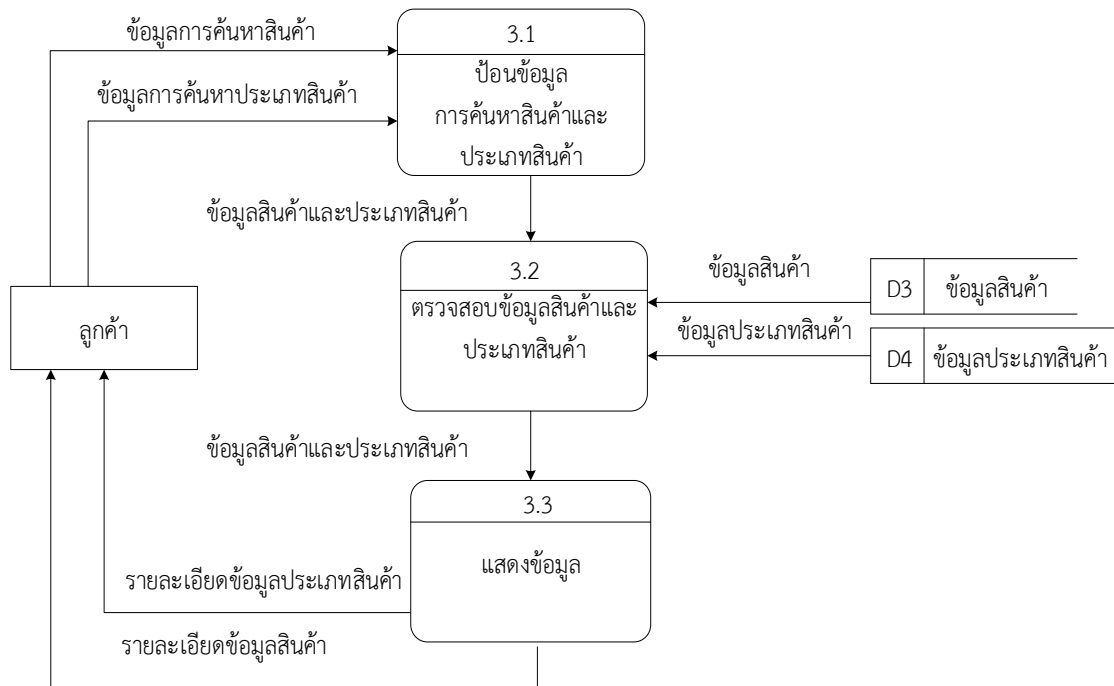 ข้อมูลการค้นหาสินค้า
3.1
ป้อนข้อมูล
การค้นหาสินค้าและ
ประเภทสินค้า
ข้อมูลการค้นหาประเภทสินค้า
ข้อมูลสินค้าและประเภทสินค้า
3.2
ตรวจสอบข้อมูลสินค้าและ
ประเภทสินค้า
ข้อมูลสินค้า
D3 ข้อมูลสินค้า
ข้อมูลประเภทสินค้า
D4 ข้อมูลประเภทสินค้า
ลูกค้า
ข้อมูลสินค้าและประเภทสินค้า
3.3
แสดงข้อมูล
รายละเอียดข้อมูลประเภทสินค้า
รายละเอียดข้อมูลสินค้า